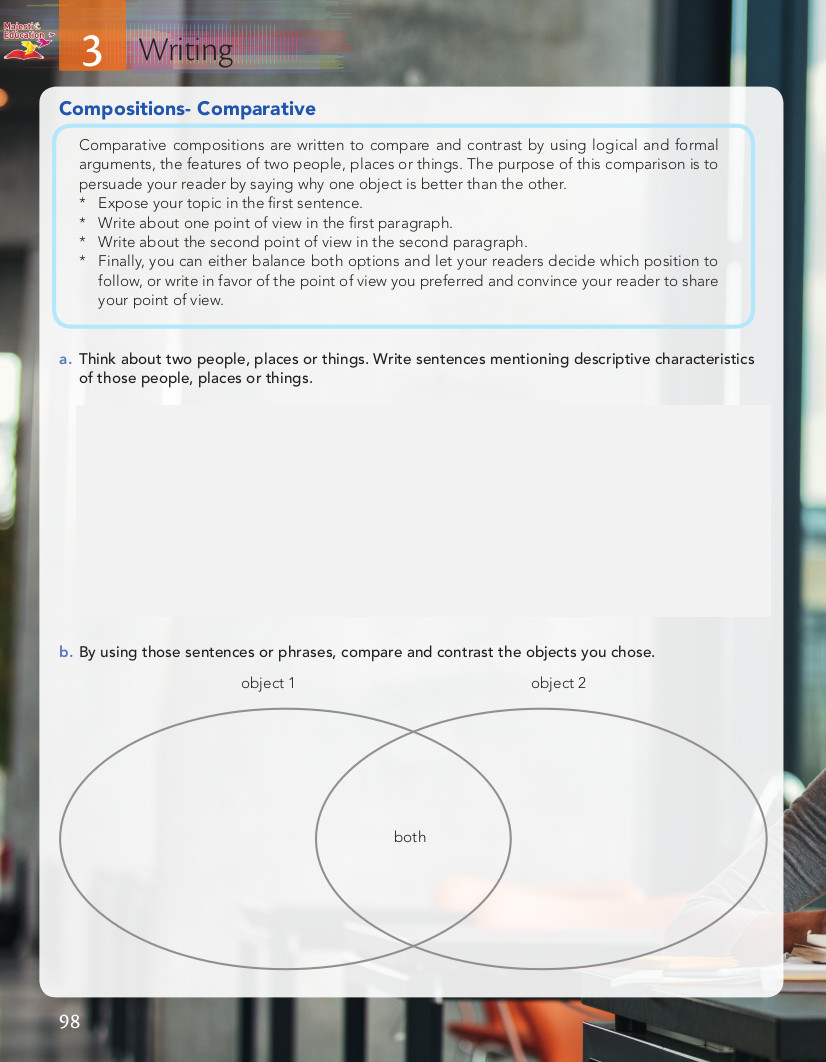 Majestic
Education
3 Writing
Compositions- Comparative
Comparative compositions are written to compare and contrast by using logical and formal
arguments, the features of two people, places or things. The purpose of this comparison is to
persuade your reader by saying why one object is better than the other.
* Expose your topic in the first sentence.
* Write about one point of view in the first paragraph.
* Write about the second point of view in the second paragraph.
* Finally, you can either balance both options and let your readers decide which position to
follow, or write in favor of the point of view you preferred and convince your reader to share
your point of view.
a. Think about two people, places or things. Write sentences mentioning descriptive characteristics
of those people, places or things.
b. By using those sentences or phrases, compare and contrast the objects you chose.
object 1 object 2
both
98